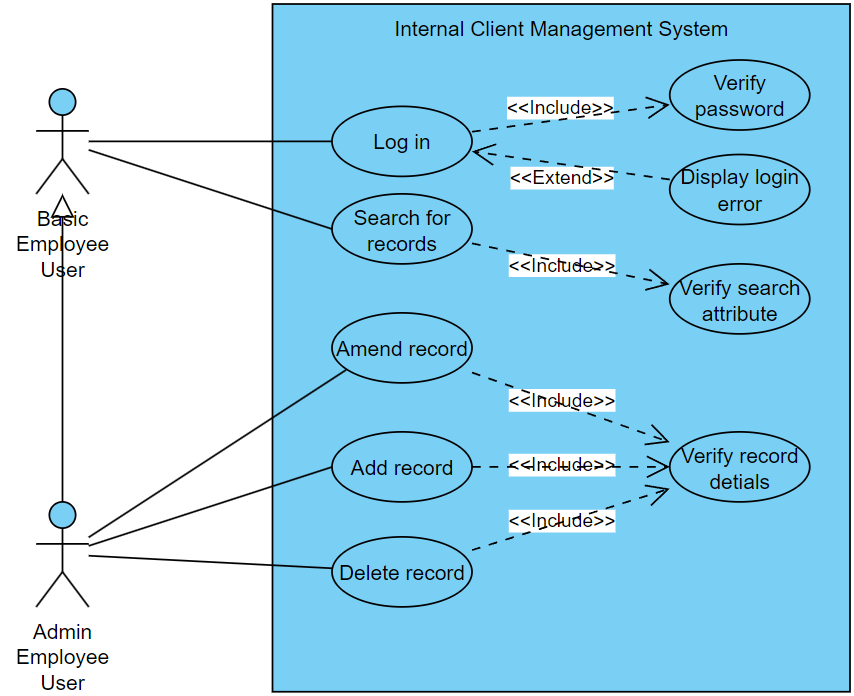 Internal Client Management System
Basic
Employee
User
Log in
<<Include>>
Verify
password
<<Extend>>
Display login
error
Search for
records
<<Include>>
Verify search
attribute
Amend record
<<Include>>
Add record
<<Include>>
Verify record
detials
<<Include>>
Delete record
Admin
Employee
User